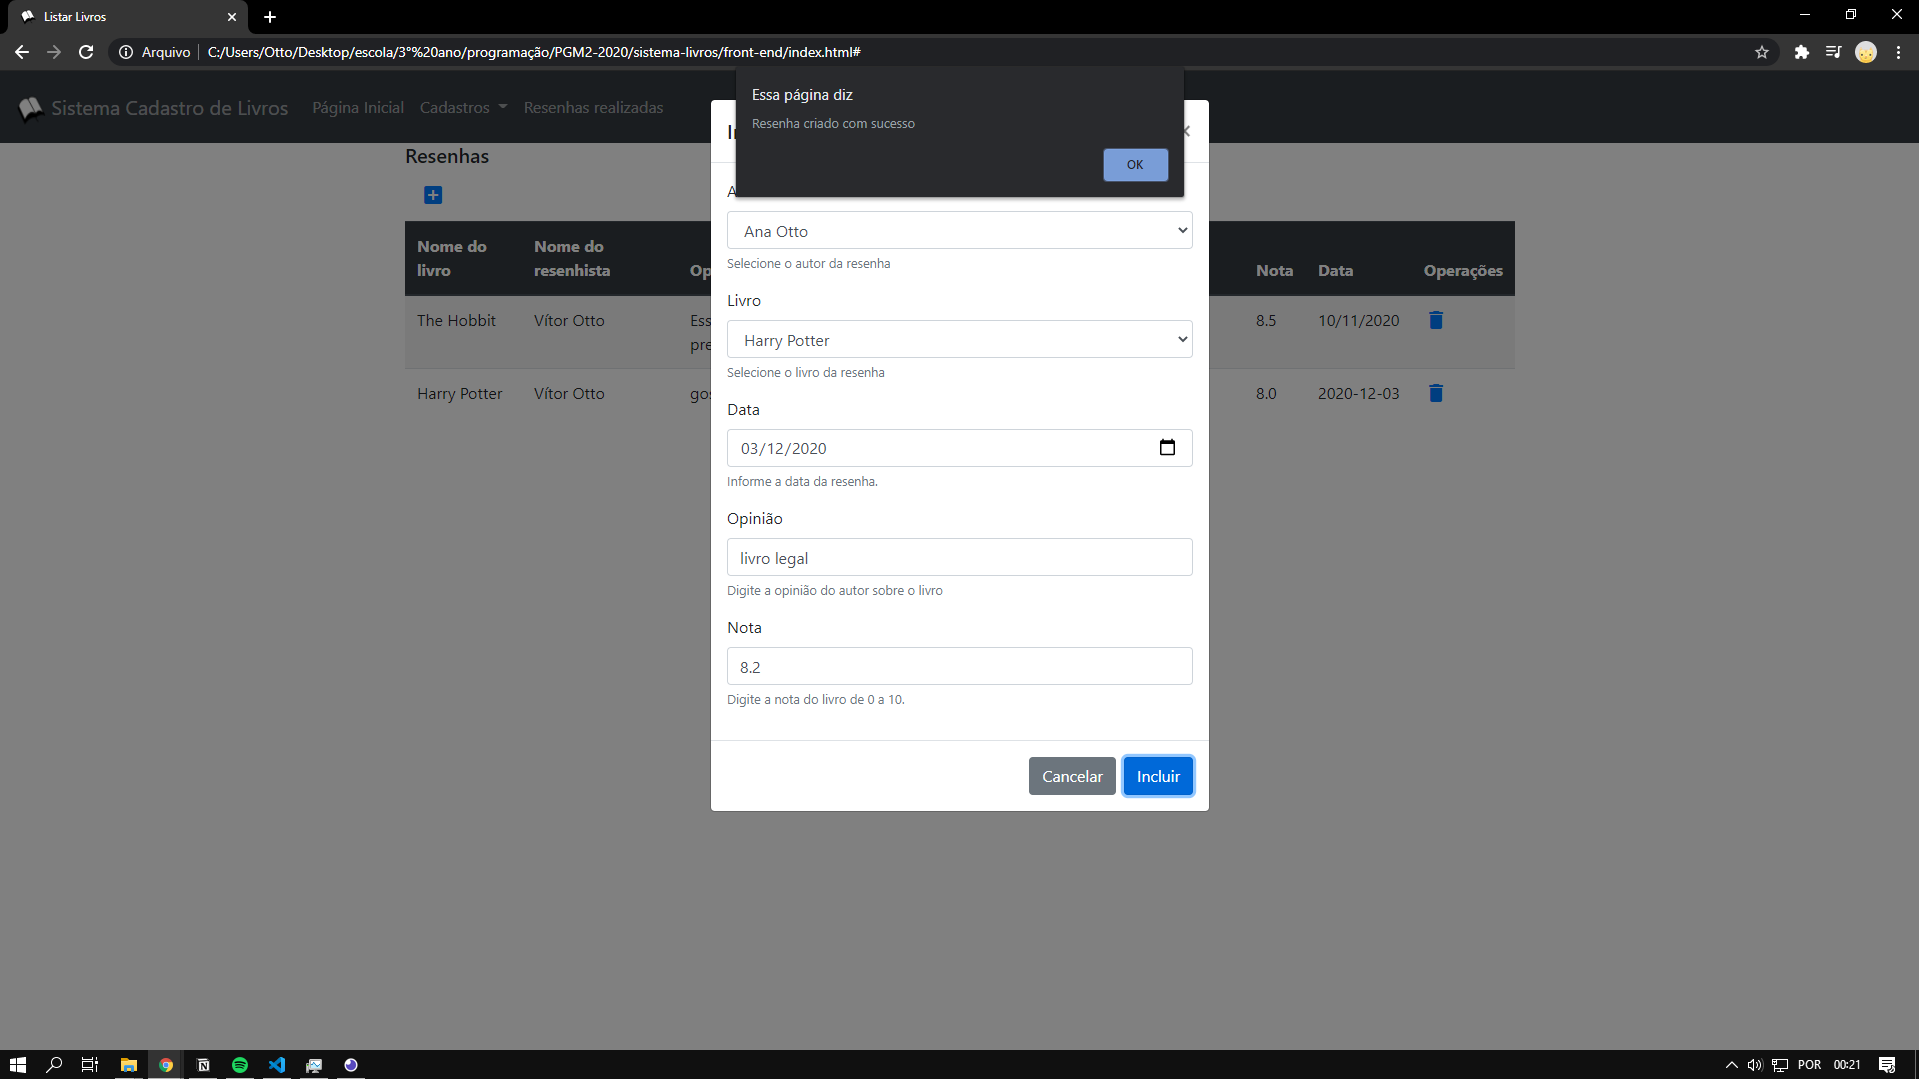 Listar Livros
Arquivo
C:/Users/Otto/Desktop/escola/3°%20ano/programação/PGM2-2020/sistema-livros/front-end/index.html#
Sistema Cadastro de Livros
Página Inicial
Cadastros
Resenhas realizadas
Essa página diz
Resenha criado com sucesso
OK
Resenhas
Nome do livro
Nome do resenhista
Op
Nota
Data
Operações
The Hobbit
Vítor Otto
Ess
pre
8.5
10/11/2020
Harry Potter
Vítor Otto
gos
8.0
2020-12-03
Ana Otto
Selecione o autor da resenha
Livro
Harry Potter
Selecione o livro da resenha
Data
03/12/2020
Informe a data da resenha.
Opinião
livro legal
Digite a opinião do autor sobre o livro
Nota
8.2
Digite a nota do livro de 0 a 10.
Cancelar
Incluir
POR
00:21